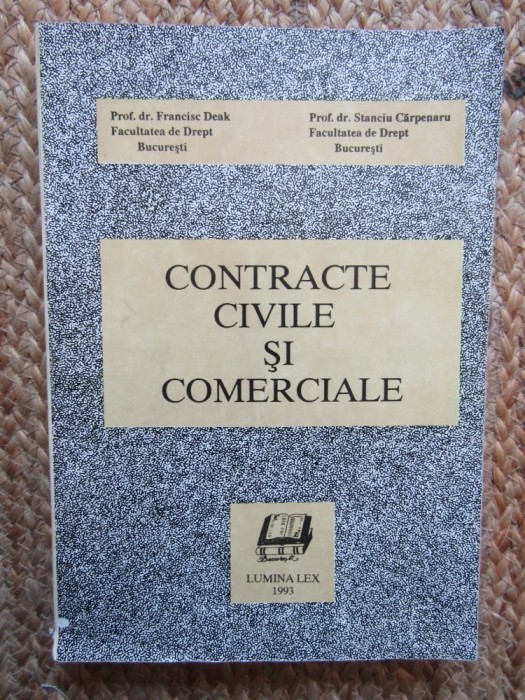 Prof. dr. Francisc Deak
Facultatea de Drept
Bucureşti
Prof. dr. Stanciu Cărpenaru
Facultatea de Drept
Bucureşti
CONTRACTE
CIVILE
ŞI
COMERCIALE
Bucureşti
LUMINA LEX
1993